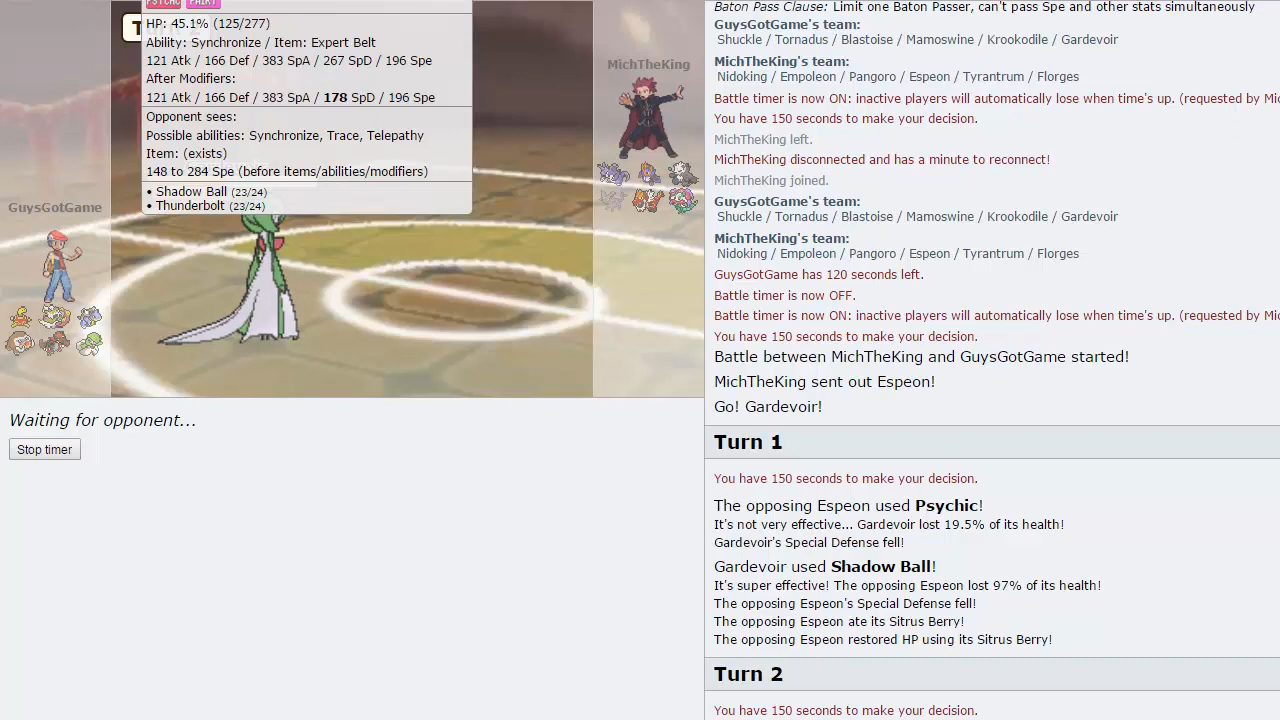 PSYCHC FAIRY
HP: 45.1% (125/277)
Ability: Synchronize / Item: Expert Belt
121 Atk / 166 Def / 383 SpA / 267 SpD / 196 Spe
After Modifiers:
121 Atk / 166 Def / 383 SpA / 178 SpD / 196 Spe
Opponent sees:
Possible abilities: Synchronize, Trace, Telepathy
Item: (exists)
148 to 284 Spe (before items/abilities/modifiers)
• Shadow Ball (23/24)
• Thunderbolt (23/24)
GuysGotGame
MichTheKing
Waiting for opponent...
Stop timer
Baton Pass Clause: Limit one Baton Passer, can't pass Spe and other stats simultaneously
GuysGotGame's team:
Shuckle / Tornadus / Blastoise / Mamoswine / Krookodile / Gardevoir
MichTheKing's team:
Nidoking / Empoleon / Pangoro / Espeon / Tyrantrum / Florges
Battle timer is now ON: inactive players will automatically lose when time's up. (requested by Mic
You have 150 seconds to make your decision.
MichTheKing left.
MichTheKing disconnected and has a minute to reconnect!
MichTheKing joined.
GuysGotGame's team:
Shuckle / Tornadus / Blastoise / Mamoswine / Krookodile / Gardevoir
MichTheKing's team:
Nidoking / Empoleon / Pangoro / Espeon / Tyrantrum / Florges
GuysGotGame has 120 seconds left.
Battle timer is now OFF.
Battle timer is now ON: inactive players will automatically lose when time's up. (requested by Mic
You have 150 seconds to make your decision.
Battle between MichTheKing and GuysGotGame started!
MichTheKing sent out Espeon!
Go! Gardevoir!
Turn 1
You have 150 seconds to make your decision.
The opposing Espeon used Psychic!
It's not very effective... Gardevoir lost 19.5% of its health!
Gardevoir's Special Defense fell!
Gardevoir used Shadow Ball!
It's super effective! The opposing Espeon lost 97% of its health!
The opposing Espeon's Special Defense fell!
The opposing Espeon ate its Sitrus Berry!
The opposing Espeon restored HP using its Sitrus Berry!
Turn 2
You have 150 seconds to make your decision.